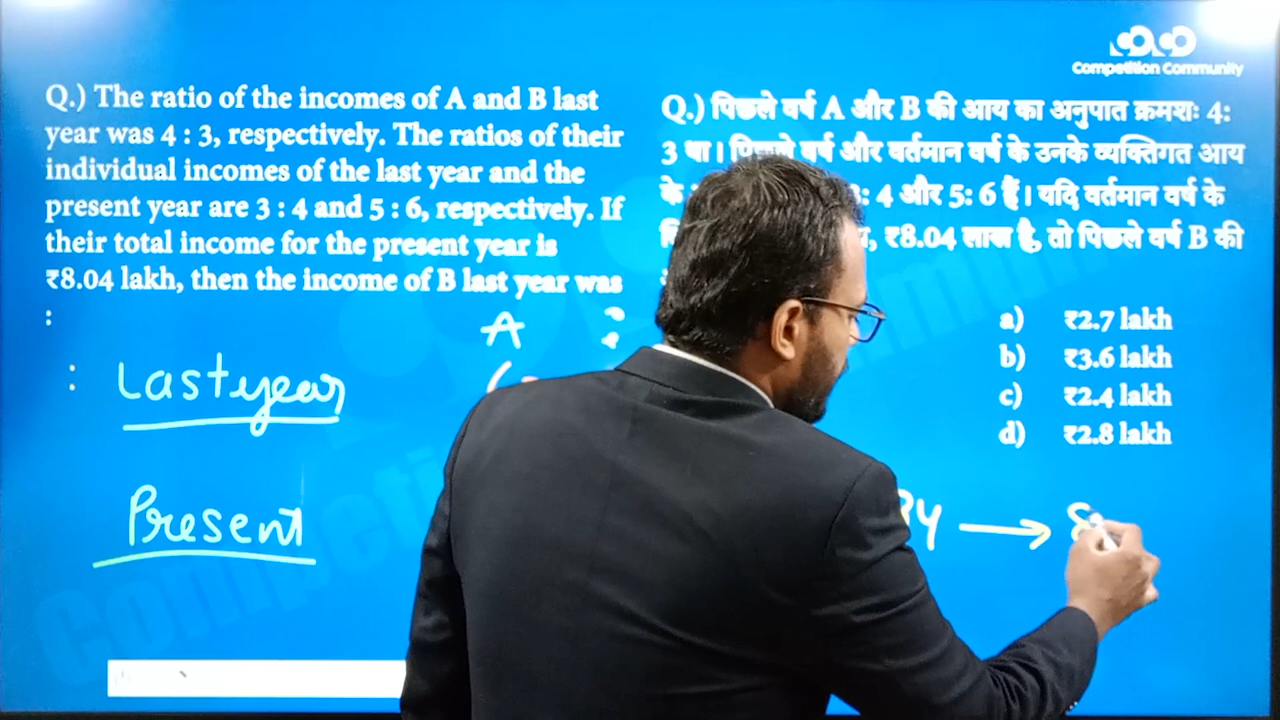 Competition Community
Q.) The ratio of the incomes of A and B last
year was 4 : 3, respectively. The ratios of their
individual incomes of the last year and the
present year are 3 : 4 and 5 : 6, respectively. If
their total income for the present year is
₹8.04 lakh, then the income of B last year was
:
Q.) पिछले वर्ष A और B की आय का अनुपात क्रमशः 4:
3 था। पिछले वर्ष और वर्तमान वर्ष के उनके व्यक्तिगत आय
के : 4 और 5: 6 हैं। यदि वर्तमान वर्ष के
, ₹8.04 लाख है, तो पिछले वर्ष B की
a) ₹2.7 lakh
b) ₹3.6 lakh
c) ₹2.4 lakh
d) ₹2.8 lakh
A :
: Last year
Present
34 → 8